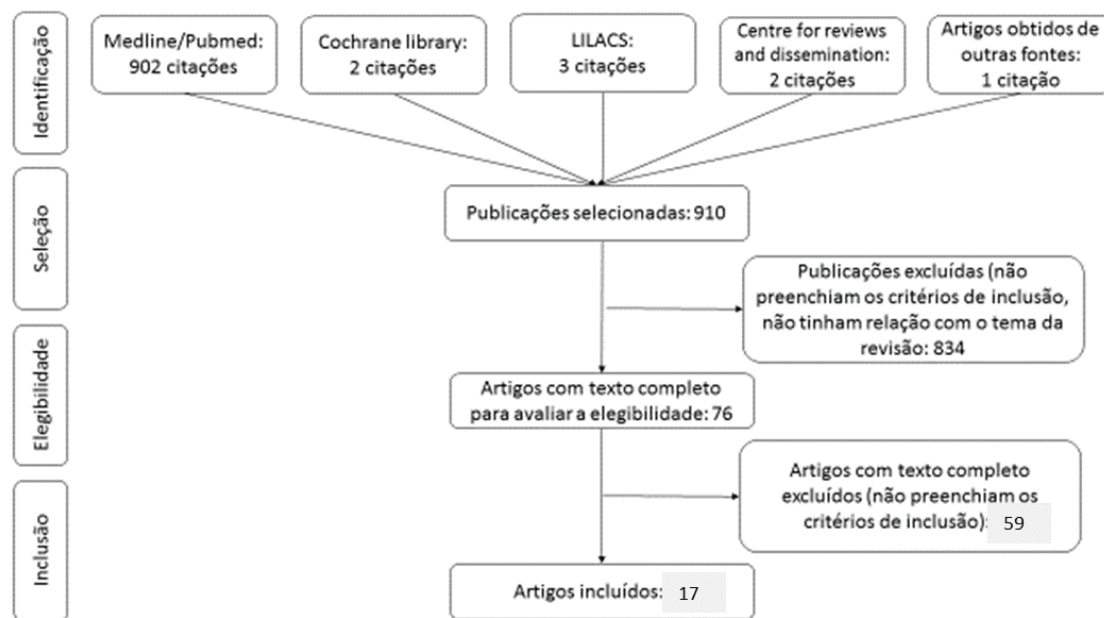 Identificação
Medline/Pubmed:
902 citações
Cochrane library:
2 citações
LILACS:
3 citações
Centre for reviews
and dissemination:
2 citações
Artigos obtidos de
outras fontes:
1 citação
Seleção
Publicações selecionadas: 910
Publicações excluídas (não
preenchiam os critérios de inclusão,
não tinham relação com o tema da
revisão: 834
Elegibilidade
Artigos com texto completo
para avaliar a elegibilidade: 76
Artigos com texto completo
excluídos (não preenchiam os
critérios de inclusão): 59
Inclusão
Artigos incluídos: 17